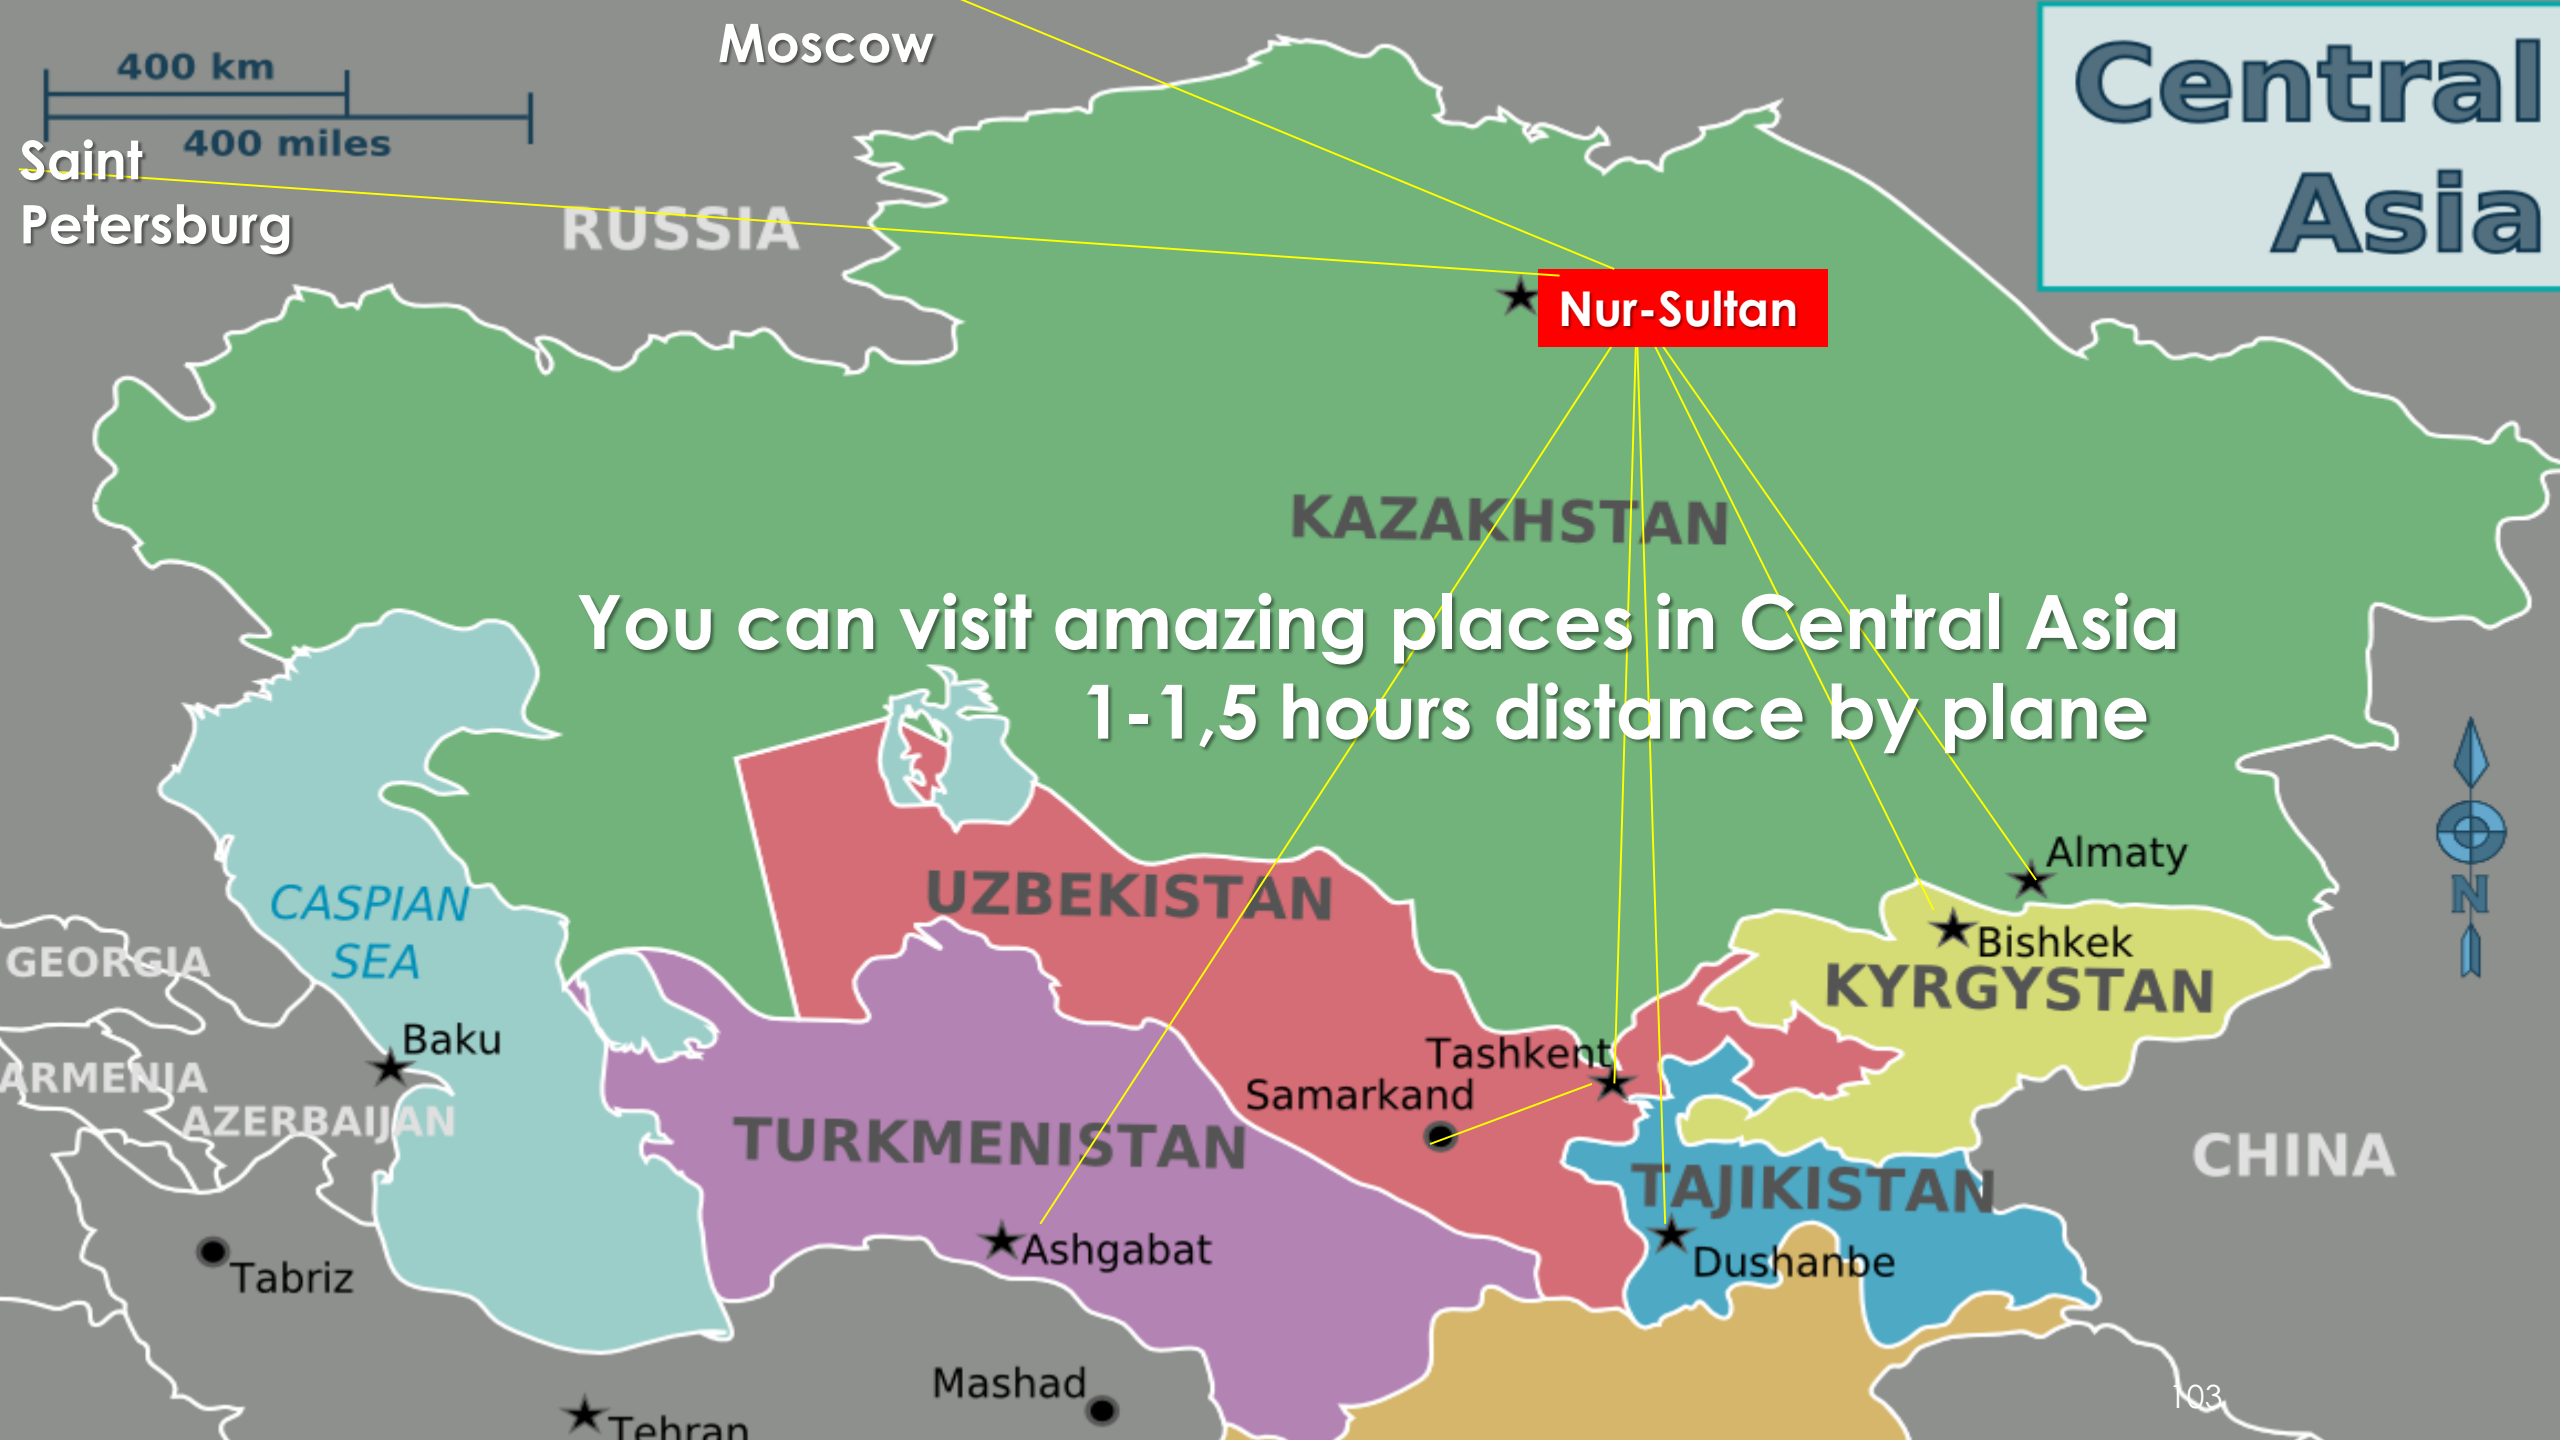 Moscow
Central
Asia
400 km
400 miles
Saint
Petersburg
RUSSIA
Nur-Sultan
KAZAKHSTAN
You can visit amazing places in Central Asia
1-1,5 hours distance by plane
Almaty
UZBEKISTAN
CASPIAN
SEA
N
Bishkek
GEORGIA
KYRGYSTAN
Baku
Tashkent
ARMENIA
Samarkand
AZERBAIJAN
TURKMENISTAN
CHINA
TAJIKISTAN
Ashgabat
Dushanbe
Tabriz
Mashad
103
Tehran